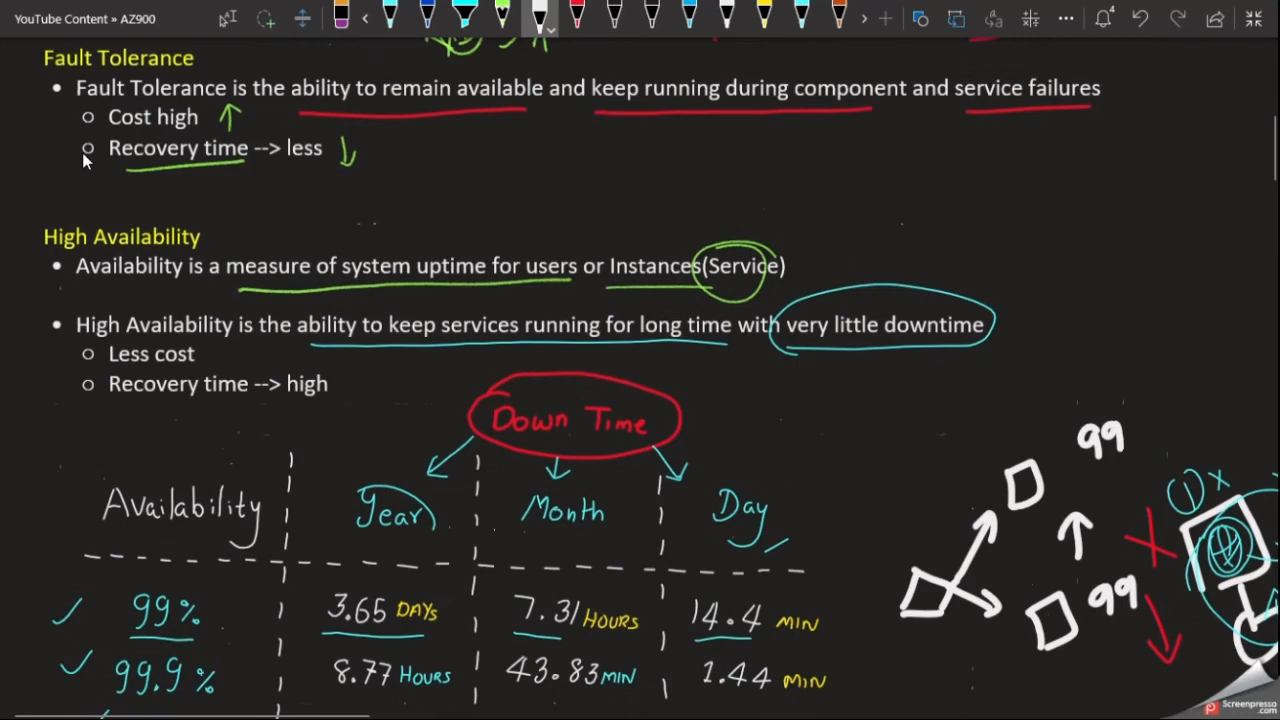 YouTube Content » AZ900
Fault Tolerance
• Fault Tolerance is the ability to remain available and keep running during component and service failures
○ Cost high
○ Recovery time --> less
High Availability
• Availability is a measure of system uptime for users or Instances(Service)
• High Availability is the ability to keep services running for long time with very little downtime
○ Less cost
○ Recovery time --> high
Down Time
Availability Year Month Day
99% 3.65 DAYS 7.31 HOURS 14.4 MIN
99.9% 8.77 HOURS 43.83 MIN 1.44 MIN
99
99
1 x
4
Screenpresso
.com